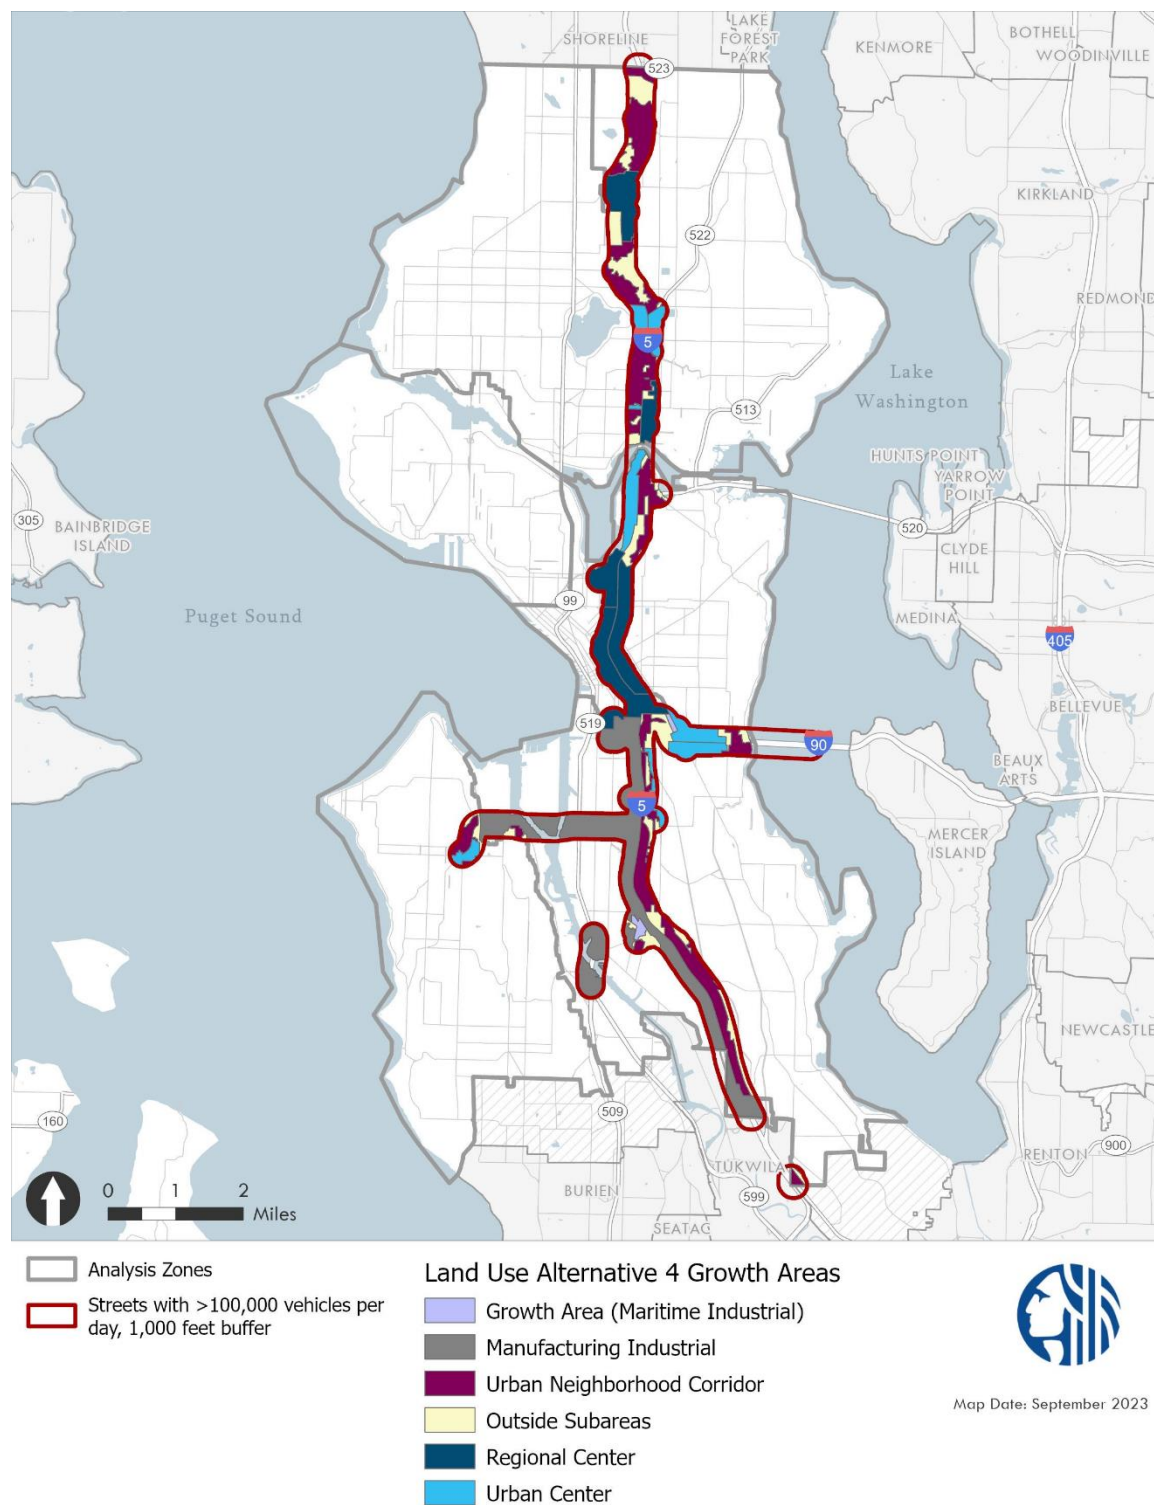 SHORELINE
LAKE
FOREST
PARK
KENMORE
BOTHELL
WOODINVILLE
523
KIRKLAND
522
REDMOND
5
Lake
Washington
513
HUNTS POINT
YARROW
POINT
305
BAINBRIDGE
ISLAND
520
CLYDE
HILL
99
Puget Sound
MEDINA
405
BELLEVUE
519
90
BEAUX
ARTS
5
MERCER
ISLAND
NEWCASTLE
160
509
900
RENTON
TUKWILA
BURIEN
599
SEATAC
0 1 2
Miles
Analysis Zones
Streets with >100,000 vehicles per
day, 1,000 feet buffer
Land Use Alternative 4 Growth Areas
Growth Area (Maritime Industrial)
Manufacturing Industrial
Urban Neighborhood Corridor
Outside Subareas
Regional Center
Urban Center
Map Date: September 2023